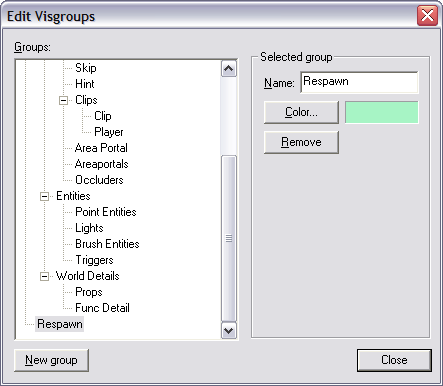 Edit Visgroups
Groups:
Skip
Hint
Clips
Clip
Player
Area Portal
Areaportals
Occluders
Entities
Point Entities
Lights
Brush Entities
Triggers
World Details
Props
Func Detail
Respawn
New group
Selected group
Name: Respawn
Color...
Remove
Close